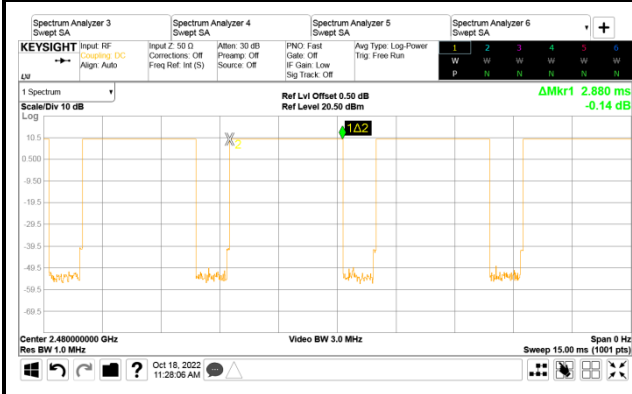 Spectrum Analyzer 3
Swept SA
Spectrum Analyzer 4
Swept SA
Spectrum Analyzer 5
Swept SA
Spectrum Analyzer 6
Swept SA
KEYSIGHT
Input: RF
Coupling: DC
Align: Auto
Input Z: 50 Ω
Corrections: Off
Freq Ref: Int (S)
Atten: 30 dB
Preamp: Off
Source: Off
PNO: Fast
Gate: Off
IF Gain: Low
Sig Track: Off
Avg Type: Log-Power
Trig: Free Run
1 2 3 4 5 6
W W W W W W
P N N N N N
1 Spectrum
Scale/Div 10 dB
Log
Ref Lvl Offset 0.50 dB
Ref Level 20.50 dBm
ΔMkr1 2.880 ms
-0.14 dB
10.5
0.500
-9.50
-19.5
-29.5
-39.5
-49.5
-59.5
-69.5
X2
1Δ2
Center 2.480000000 GHz
Res BW 1.0 MHz
Video BW 3.0 MHz
Span 0 Hz
Sweep 15.00 ms (1001 pts)
Oct 18, 2022
11:28:06 AM